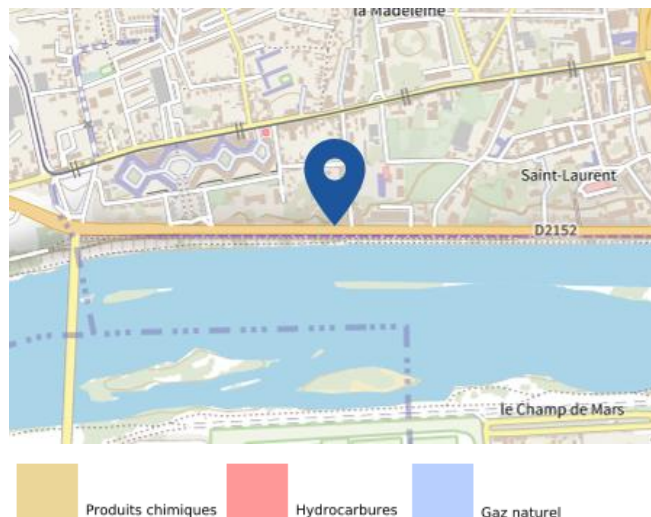 la Madeleine
Saint-Laurent
D2152
le Champ de Mars
Produits chimiques
Hydrocarbures
Gaz naturel